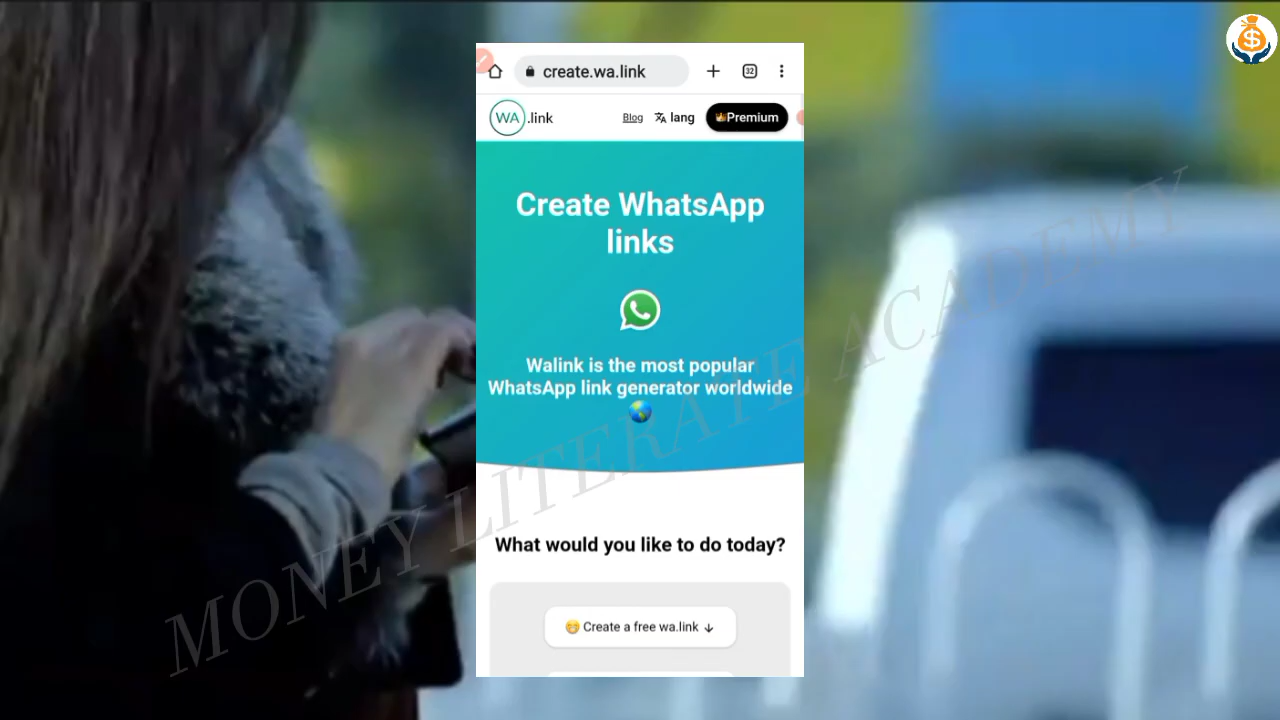 create.wa.link
32
WA .link
Blog
lang
Premium
Create WhatsApp
links
Walink is the most popular
WhatsApp link generator worldwide
What would you like to do today?
Create a free wa.link ↓
MONEY LITERATE ACADEMY
$